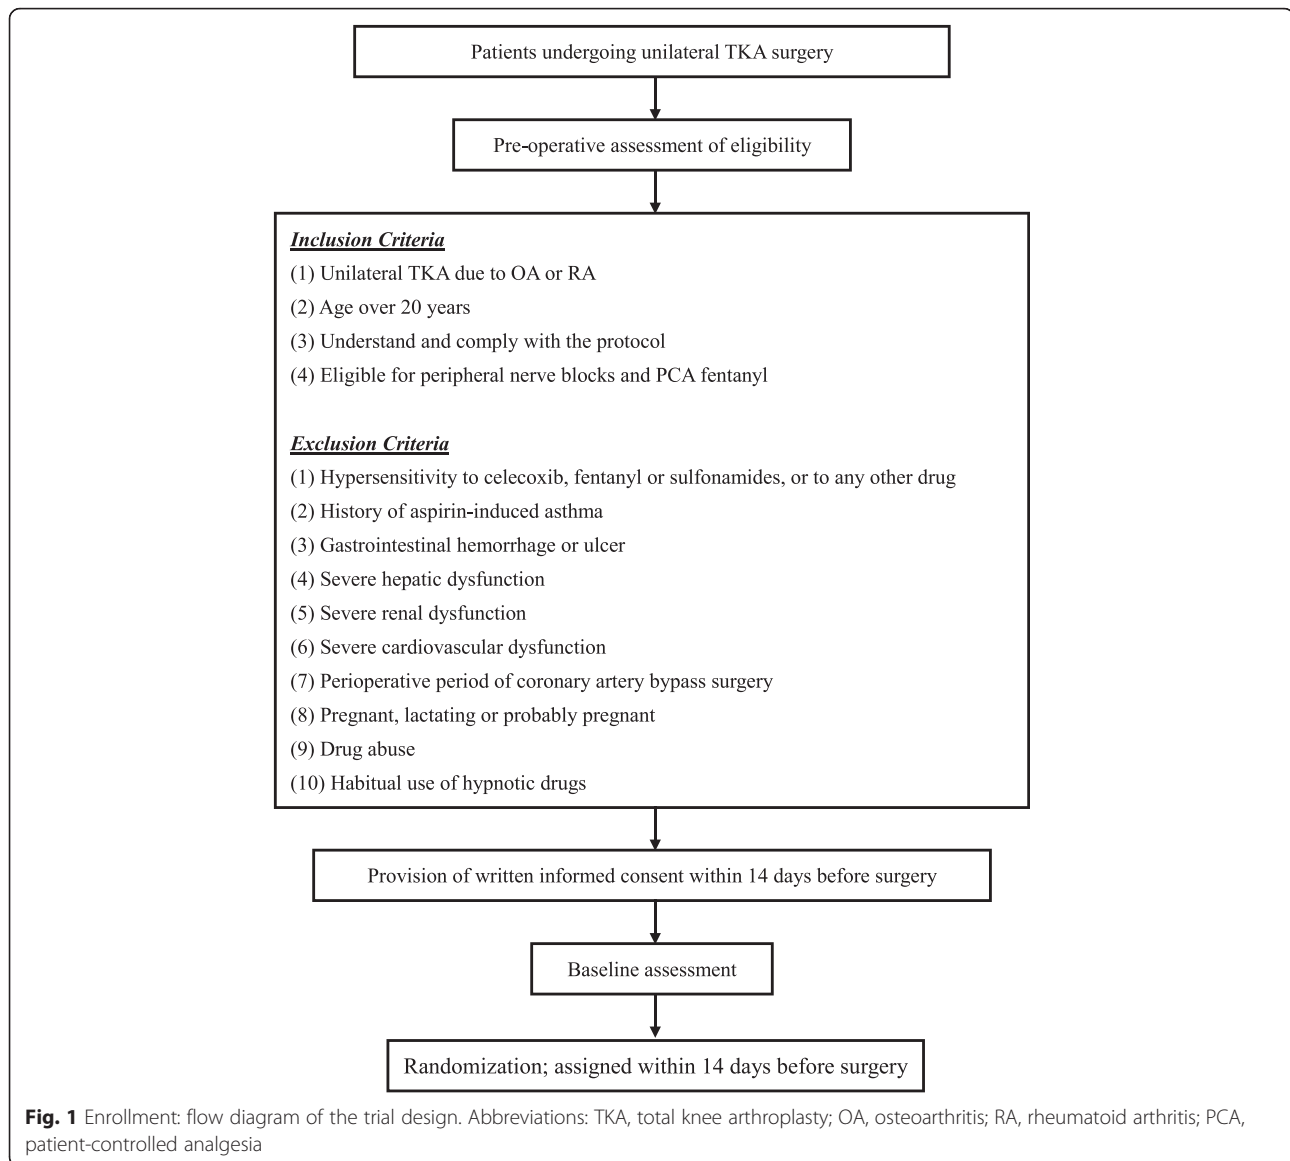 Patients undergoing unilateral TKA surgery
Pre-operative assessment of eligibility
Inclusion Criteria
(1) Unilateral TKA due to OA or RA
(2) Age over 20 years
(3) Understand and comply with the protocol
(4) Eligible for peripheral nerve blocks and PCA fentanyl
Exclusion Criteria
(1) Hypersensitivity to celecoxib, fentanyl or sulfonamides, or to any other drug
(2) History of aspirin-induced asthma
(3) Gastrointestinal hemorrhage or ulcer
(4) Severe hepatic dysfunction
(5) Severe renal dysfunction
(6) Severe cardiovascular dysfunction
(7) Perioperative period of coronary artery bypass surgery
(8) Pregnant, lactating or probably pregnant
(9) Drug abuse
(10) Habitual use of hypnotic drugs
Provision of written informed consent within 14 days before surgery
Baseline assessment
Randomization; assigned within 14 days before surgery
Fig. 1 Enrollment: flow diagram of the trial design. Abbreviations: TKA, total knee arthroplasty; OA, osteoarthritis; RA, rheumatoid arthritis; PCA,
patient-controlled analgesia